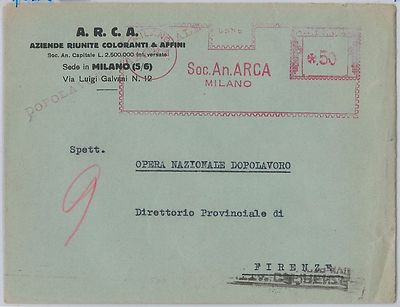 A. R. C. A.
AZIENDE RIUNITE COLORANTI & AFFINI
Soc. An. Capitale L. 2.500.000 int. versato
Sede in MILANO (5/6)
Via Luigi Galvani N. 12
.50
Soc. An. ARCA
MILANO
Spett.
OPERA NAZIONALE DOPOLAVORO
Direttorio Provinciale di
FIRENZE
9